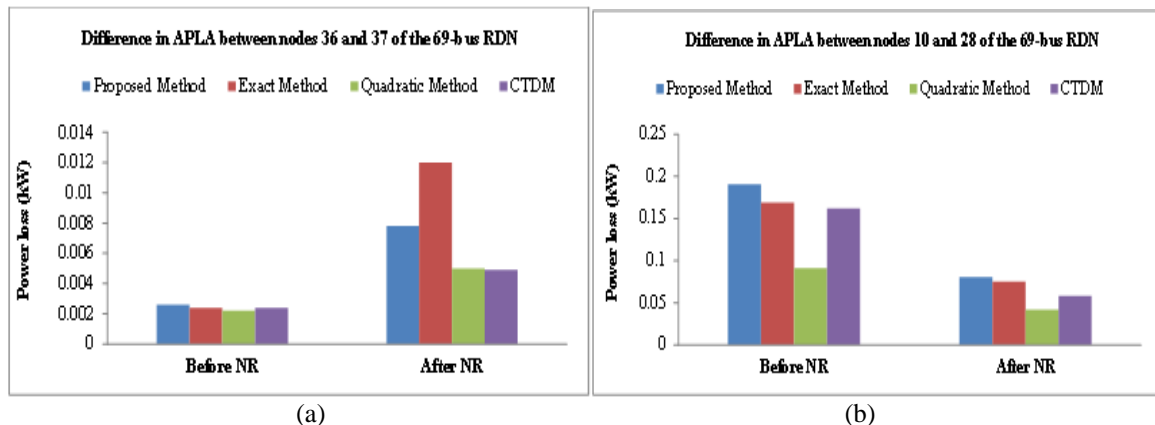 Difference in APLA between nodes 36 and 37 of the 69-bus RDN
Proposed Method Exact Method Quadratic Method CTDM
Power loss (kW)
0.014
0.012
0.01
0.008
0.006
0.004
0.002
0
Before NR After NR
(a)
Difference in APLA between nodes 10 and 28 of the 69-bus RDN
Proposed Method Exact Method Quadratic Method CTDM
Power loss (kW)
0.25
0.2
0.15
0.1
0.05
0
Before NR After NR
(b)